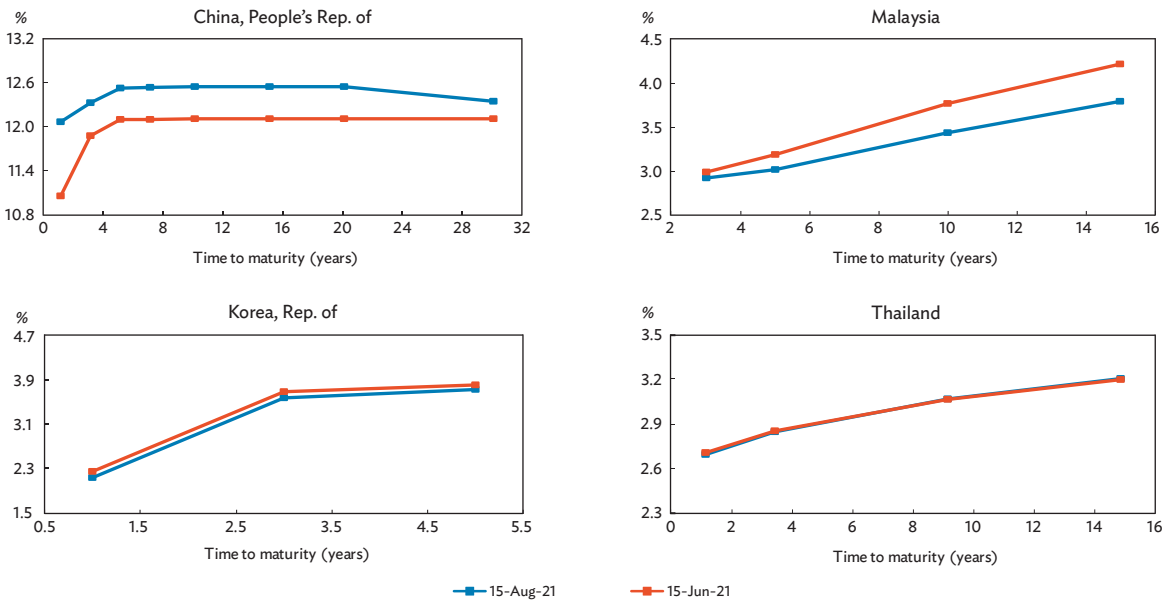 China, People's Rep. of
%
13.2
12.6
12.0
11.4
10.8
0 4 8 12 16 20 24 28 32
Time to maturity (years)
Malaysia
%
4.5
4.0
3.5
3.0
2.5
2 4 6 8 10 12 14 16
Time to maturity (years)
Korea, Rep. of
%
4.7
3.9
3.1
2.3
1.5
0.5 1.5 2.5 3.5 4.5 5.5
Time to maturity (years)
Thailand
%
3.5
3.2
2.9
2.6
2.3
0 2 4 6 8 10 12 14 16
Time to maturity (years)
15-Aug-21 15-Jun-21